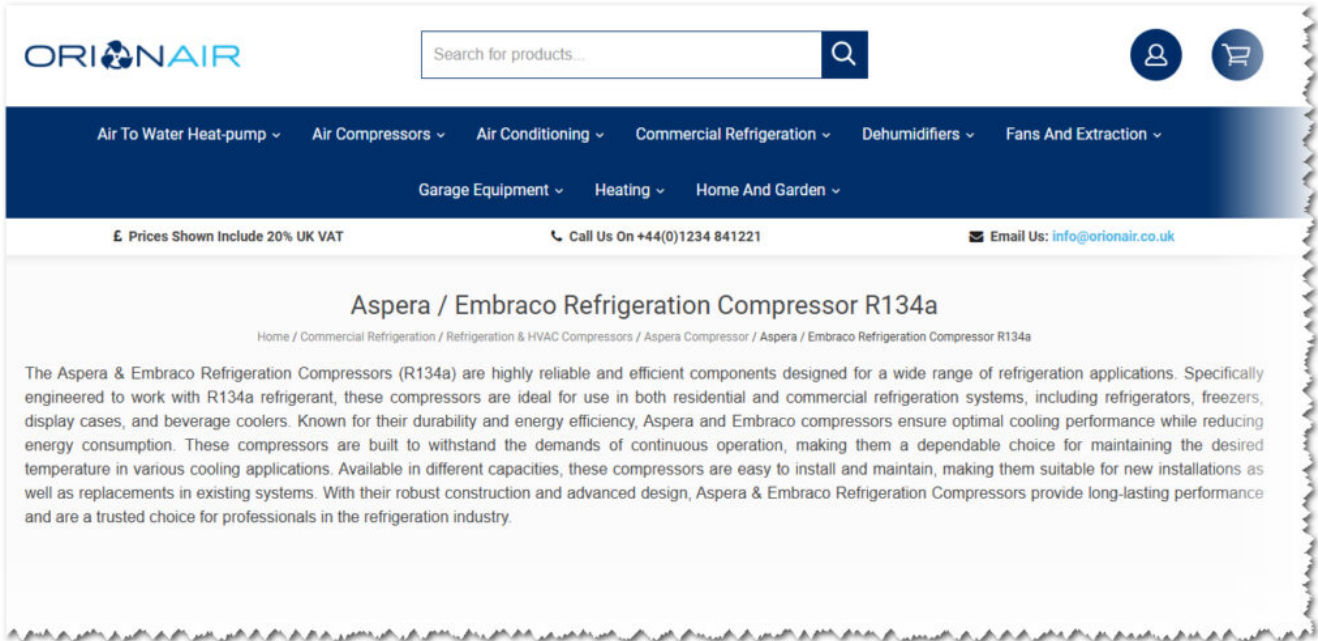 ORIONAIR
Search for products...
Air To Water Heat-pump
Air Compressors
Air Conditioning
Commercial Refrigeration
Dehumidifiers
Fans And Extraction
Garage Equipment
Heating
Home And Garden
£ Prices Shown Include 20% UK VAT
Call Us On +44(0)1234 841221
Email Us: info@orionair.co.uk
Aspera / Embraco Refrigeration Compressor R134a
Home / Commercial Refrigeration / Refrigeration & HVAC Compressors / Aspera Compressor / Aspera / Embraco Refrigeration Compressor R134a
The Aspera & Embraco Refrigeration Compressors (R134a) are highly reliable and efficient components designed for a wide range of refrigeration applications. Specifically
engineered to work with R134a refrigerant, these compressors are ideal for use in both residential and commercial refrigeration systems, including refrigerators, freezers,
display cases, and beverage coolers. Known for their durability and energy efficiency, Aspera and Embraco compressors ensure optimal cooling performance while reducing
energy consumption. These compressors are built to withstand the demands of continuous operation, making them a dependable choice for maintaining the desired
temperature in various cooling applications. Available in different capacities, these compressors are easy to install and maintain, making them suitable for new installations as
well as replacements in existing systems. With their robust construction and advanced design, Aspera & Embraco Refrigeration Compressors provide long-lasting performance
and are a trusted choice for professionals in the refrigeration industry.